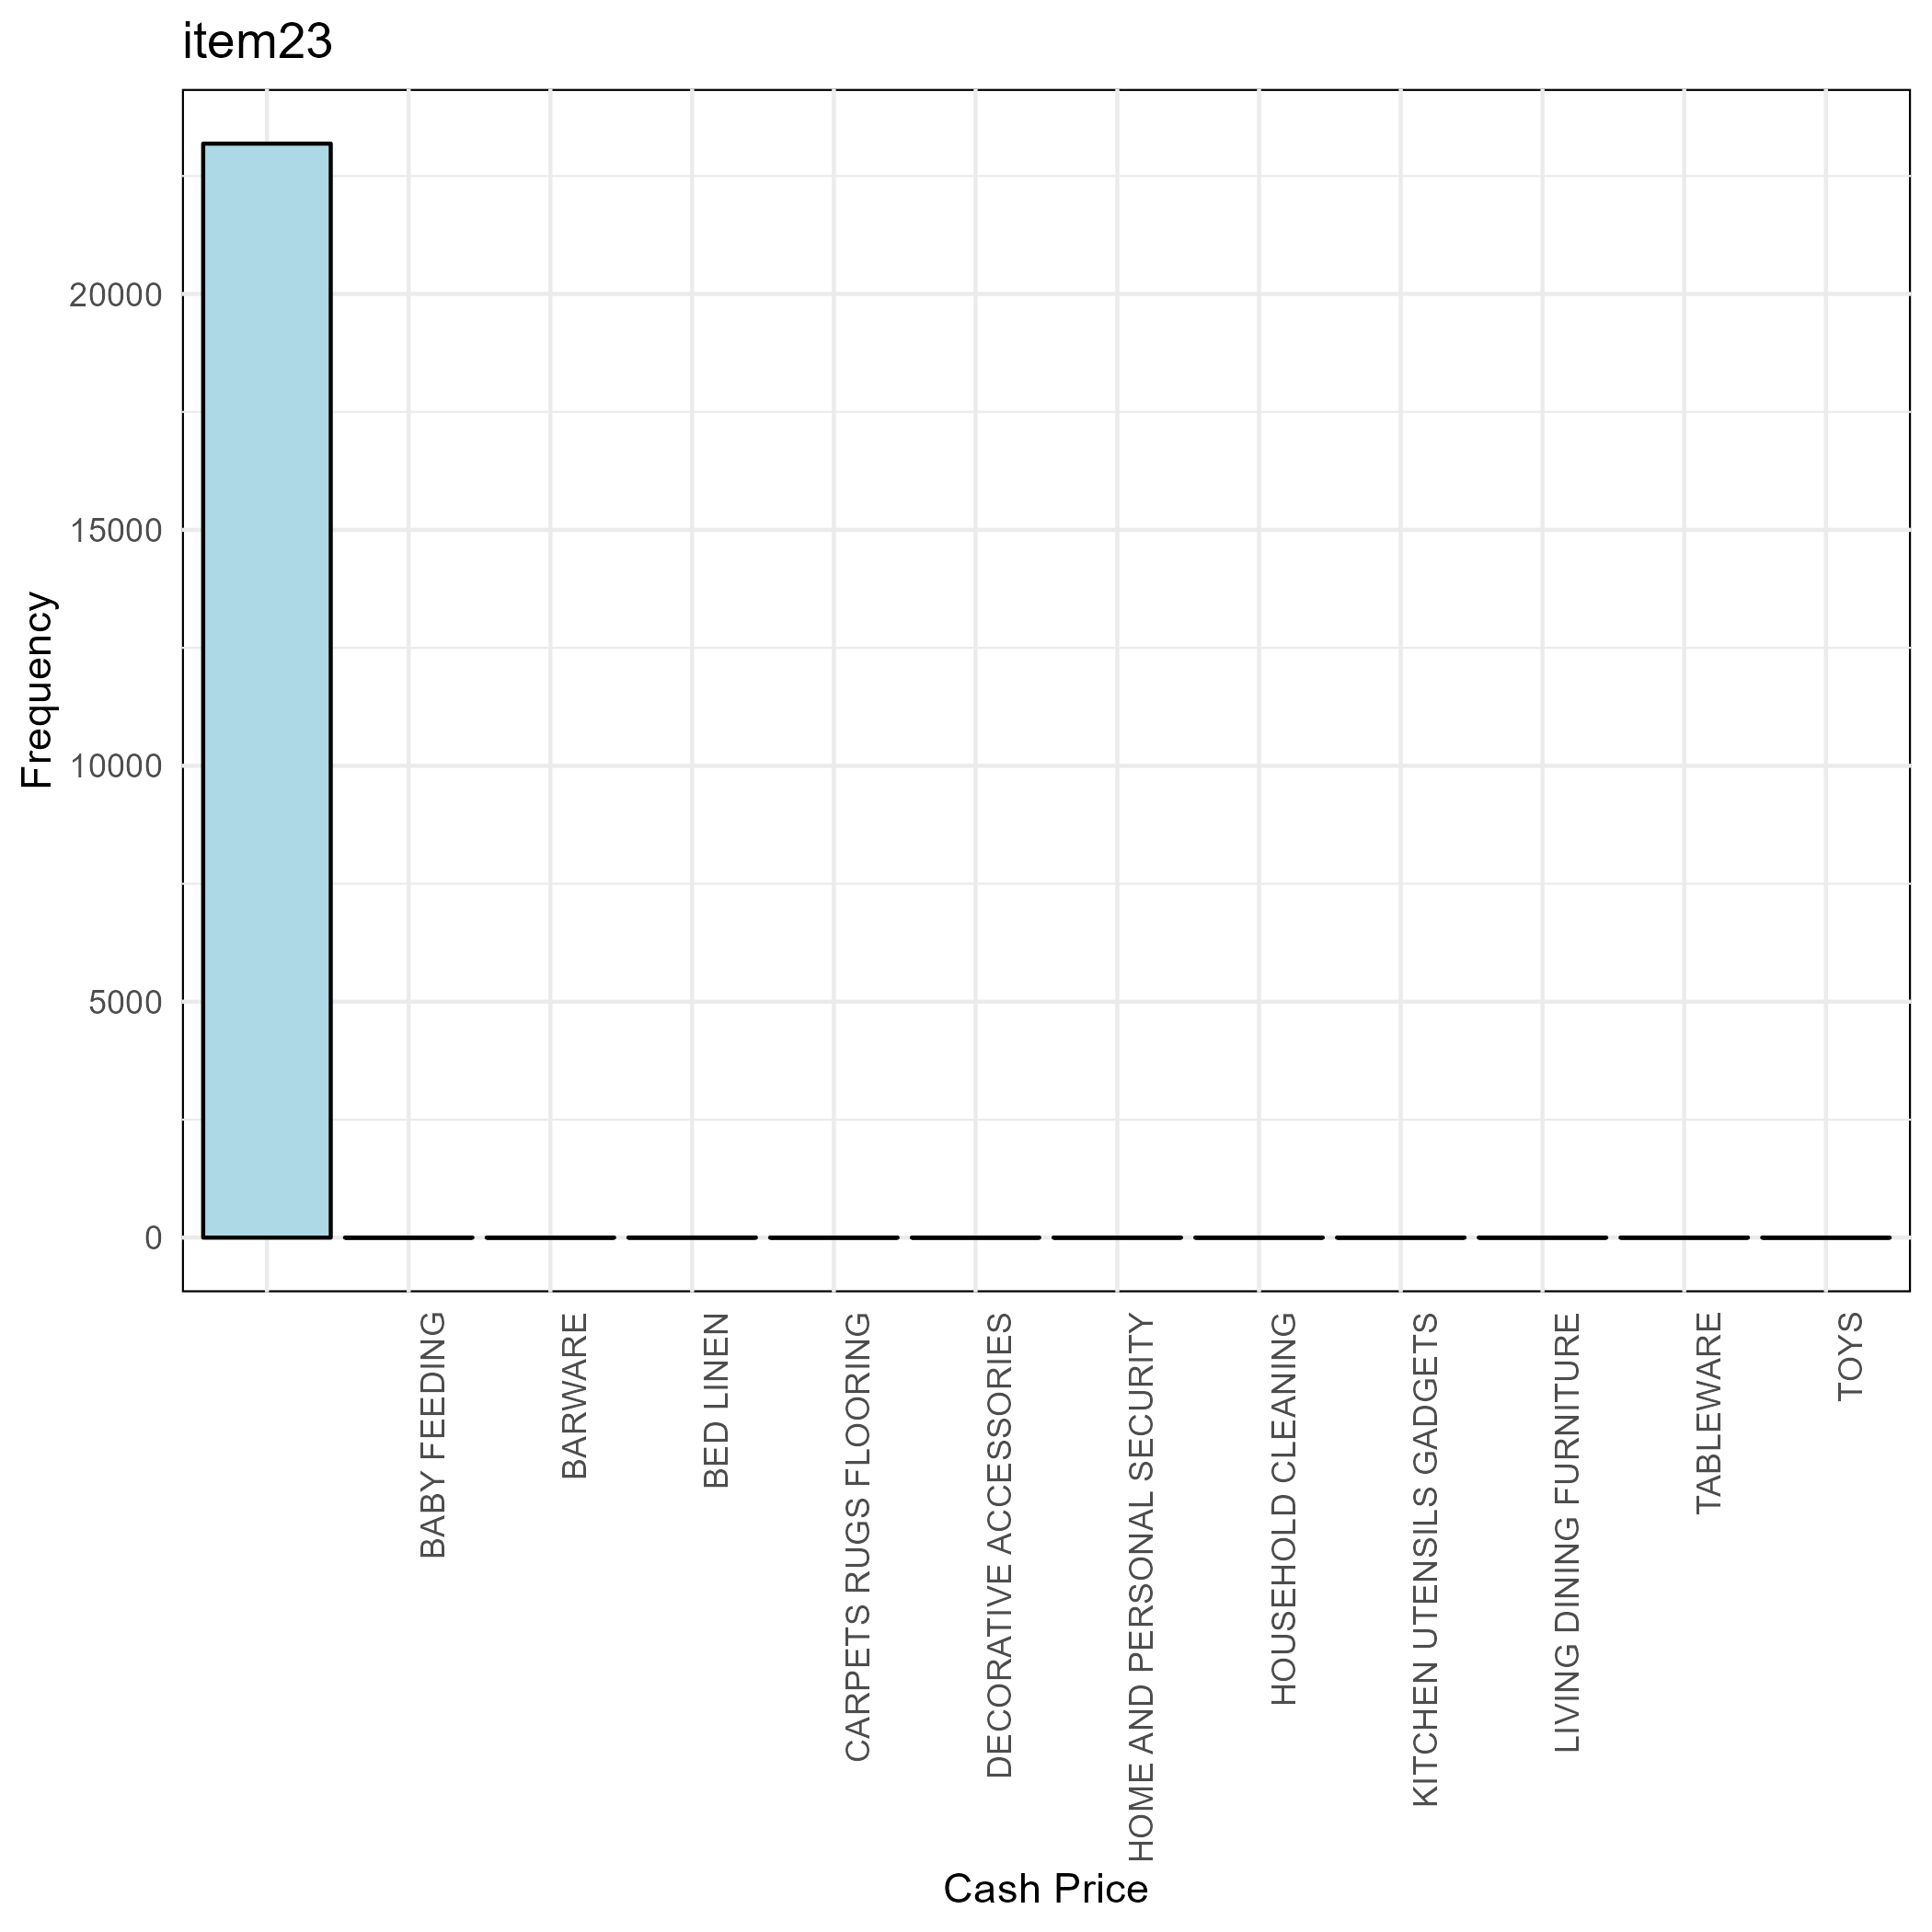 item23
Frequency
20000
15000
10000
5000
0
BABY FEEDING
BARWARE
BED LINEN
CARPETS RUGS FLOORING
DECORATIVE ACCESSORIES
HOME AND PERSONAL SECURITY
HOUSEHOLD CLEANING
KITCHEN UTENSILS GADGETS
LIVING DINING FURNITURE
TABLEWARE
TOYS
Cash Price